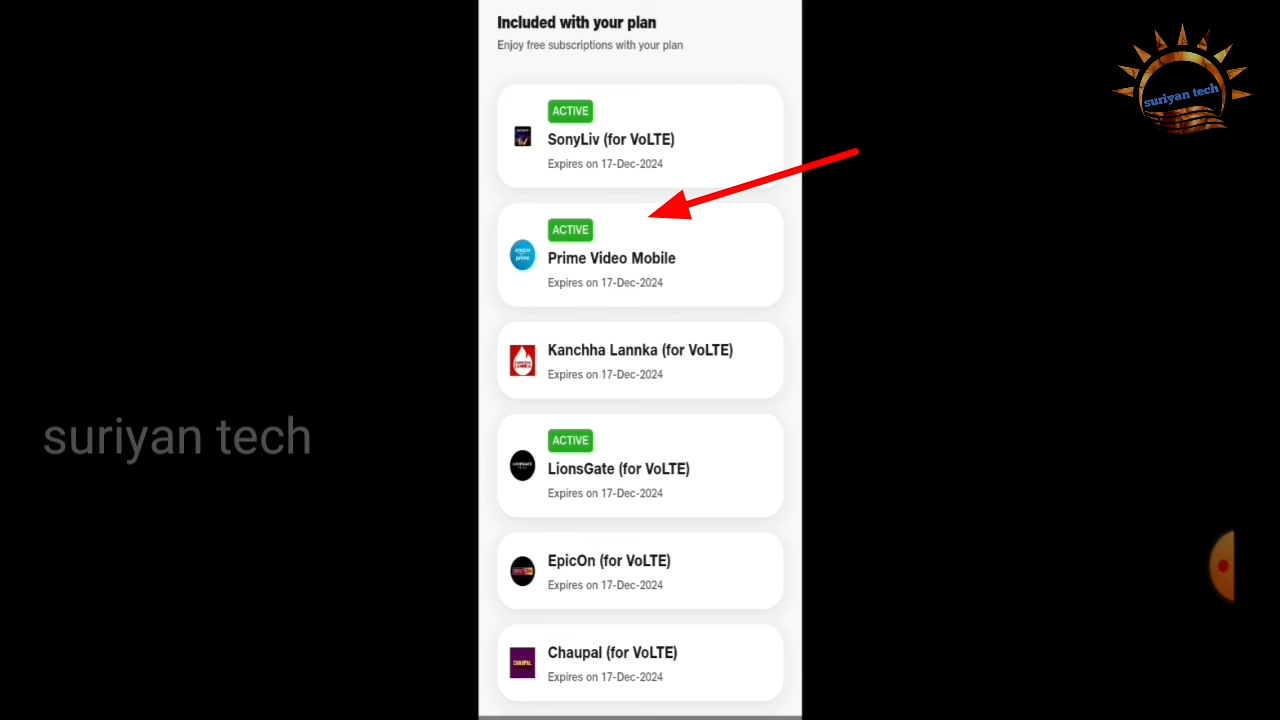 Included with your plan
Enjoy free subscriptions with your plan
ACTIVE
SonyLiv (for VoLTE)
Expires on 17-Dec-2024
ACTIVE
Prime Video Mobile
Expires on 17-Dec-2024
Kanchha Lannka (for VoLTE)
Expires on 17-Dec-2024
ACTIVE
LionsGate (for VoLTE)
Expires on 17-Dec-2024
EpicOn (for VoLTE)
Expires on 17-Dec-2024
CHAUPAL
Chaupal (for VoLTE)
Expires on 17-Dec-2024
suriyan tech
suriyan tech